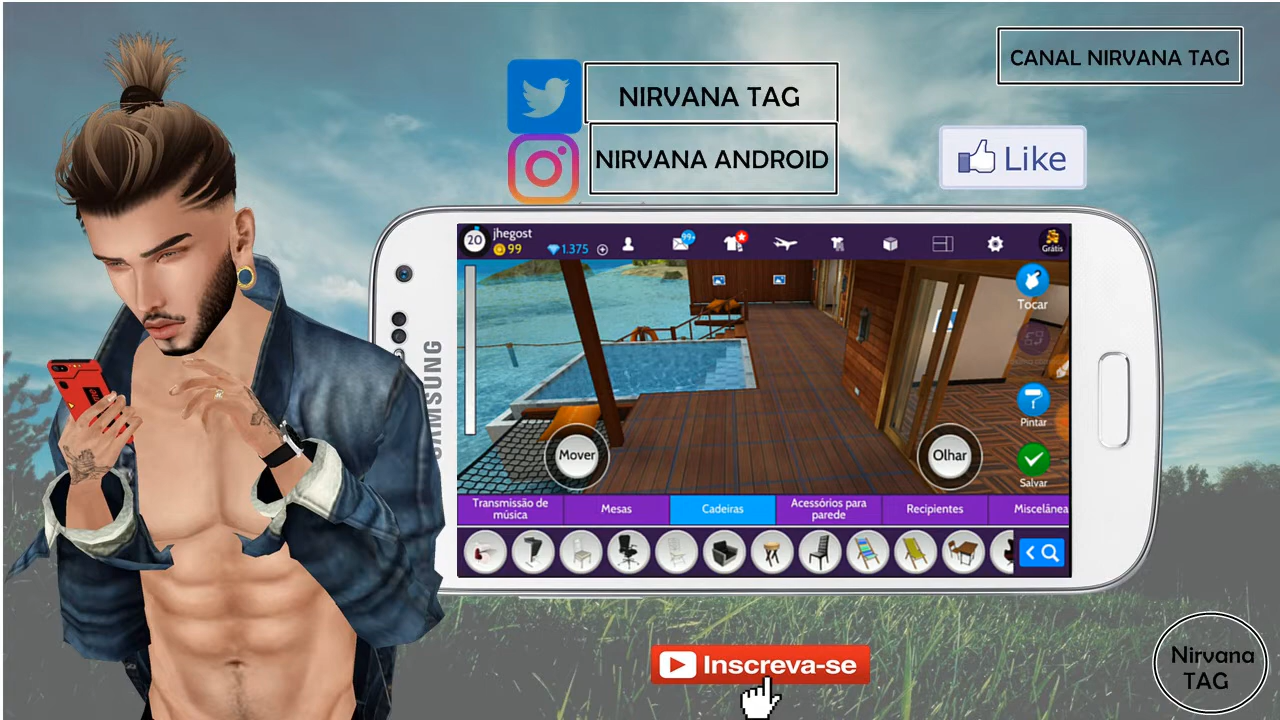 CANAL NIRVANA TAG
NIRVANA TAG
NIRVANA ANDROID
Like
SAMSUNG
20
jhegost
99
1.375
99+
Grátis
Tocar
Pintar
Salvar
Mover
Olhar
Transmissão de
música
Mesas
Cadeiras
Acessórios para
parede
Recipientes
Miscelânea
Inscreva-se
Nirvana
TAG